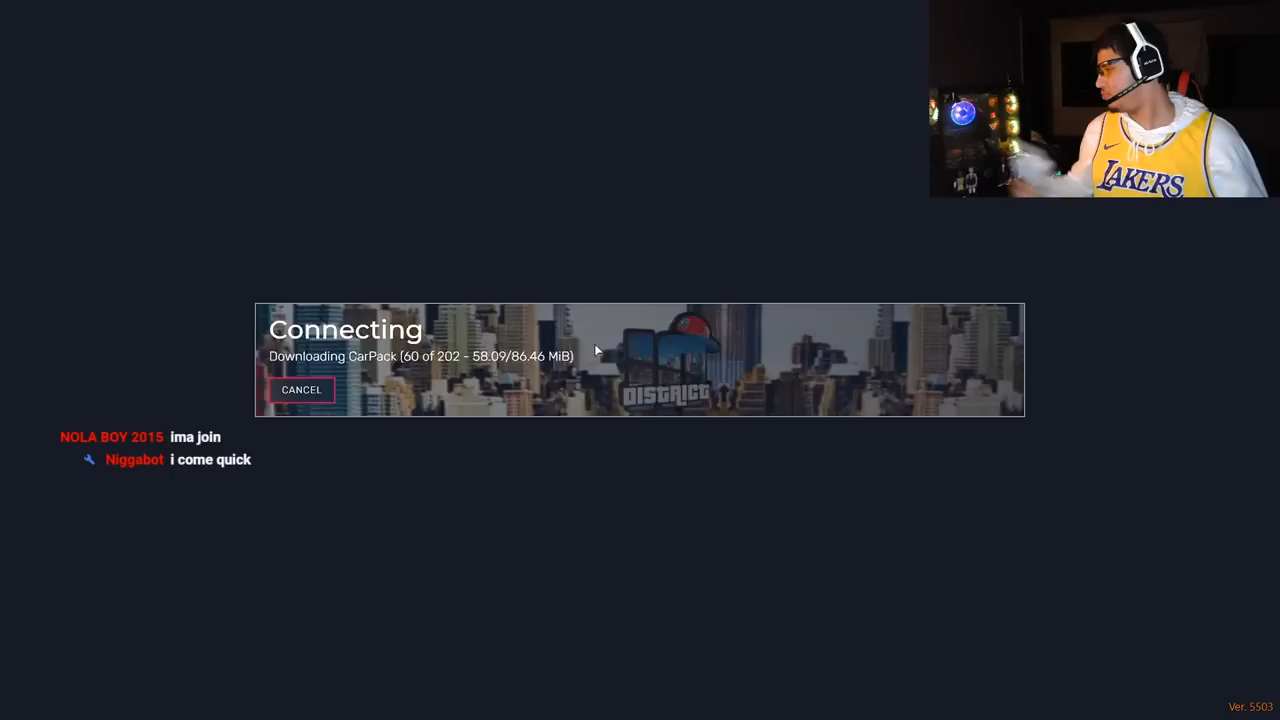 LAKERS
Connecting
Downloading CarPack (60 of 202 - 58.09/86.46 MiB)
DISTRICT
CANCEL
NOLA BOY 2015 ima join
Niggabot i come quick
Ver. 5503